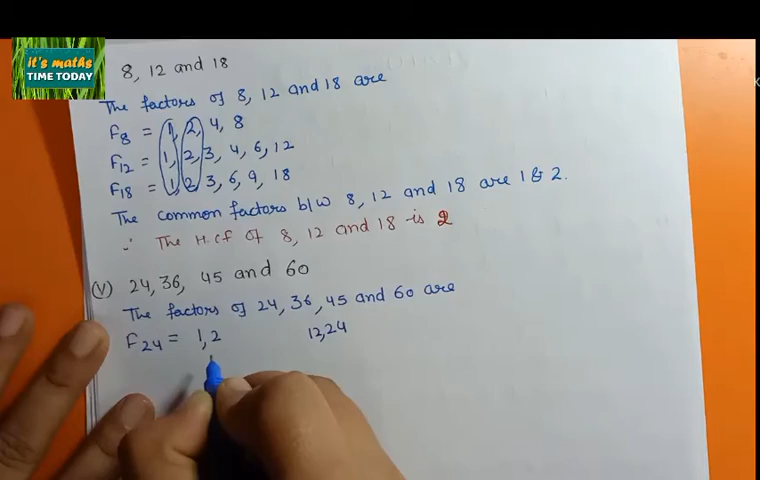 it's maths
TIME TODAY
8, 12 and 18
The factors of 8, 12 and 18 are
F8 = 1, 2, 4, 8
F12 = 1, 2, 3, 4, 6, 12
F18 = 1, 2, 3, 6, 9, 18
The common factors b/w 8, 12 and 18 are 1 & 2.
∴ The H.cf of 8, 12 and 18 is 2
(V) 24, 36, 45 and 60
The factors of 24, 36, 45 and 60 are
F24 = 1, 2 12, 24